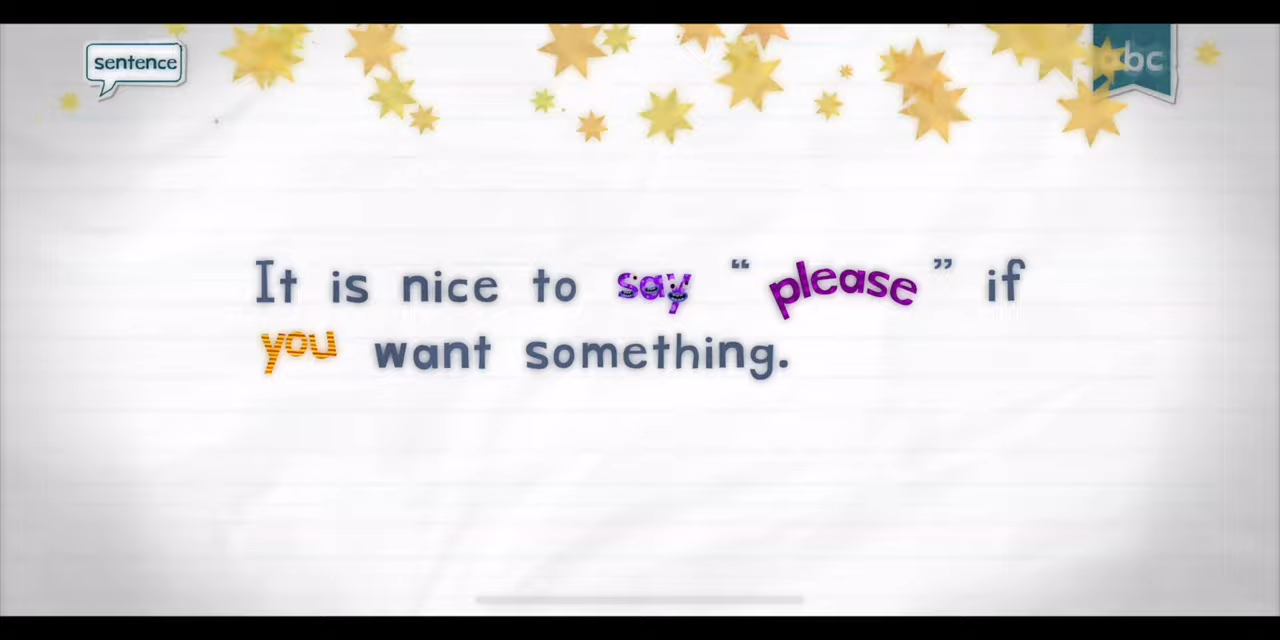 sentence
abc
It is nice to say “please” if
you want something.